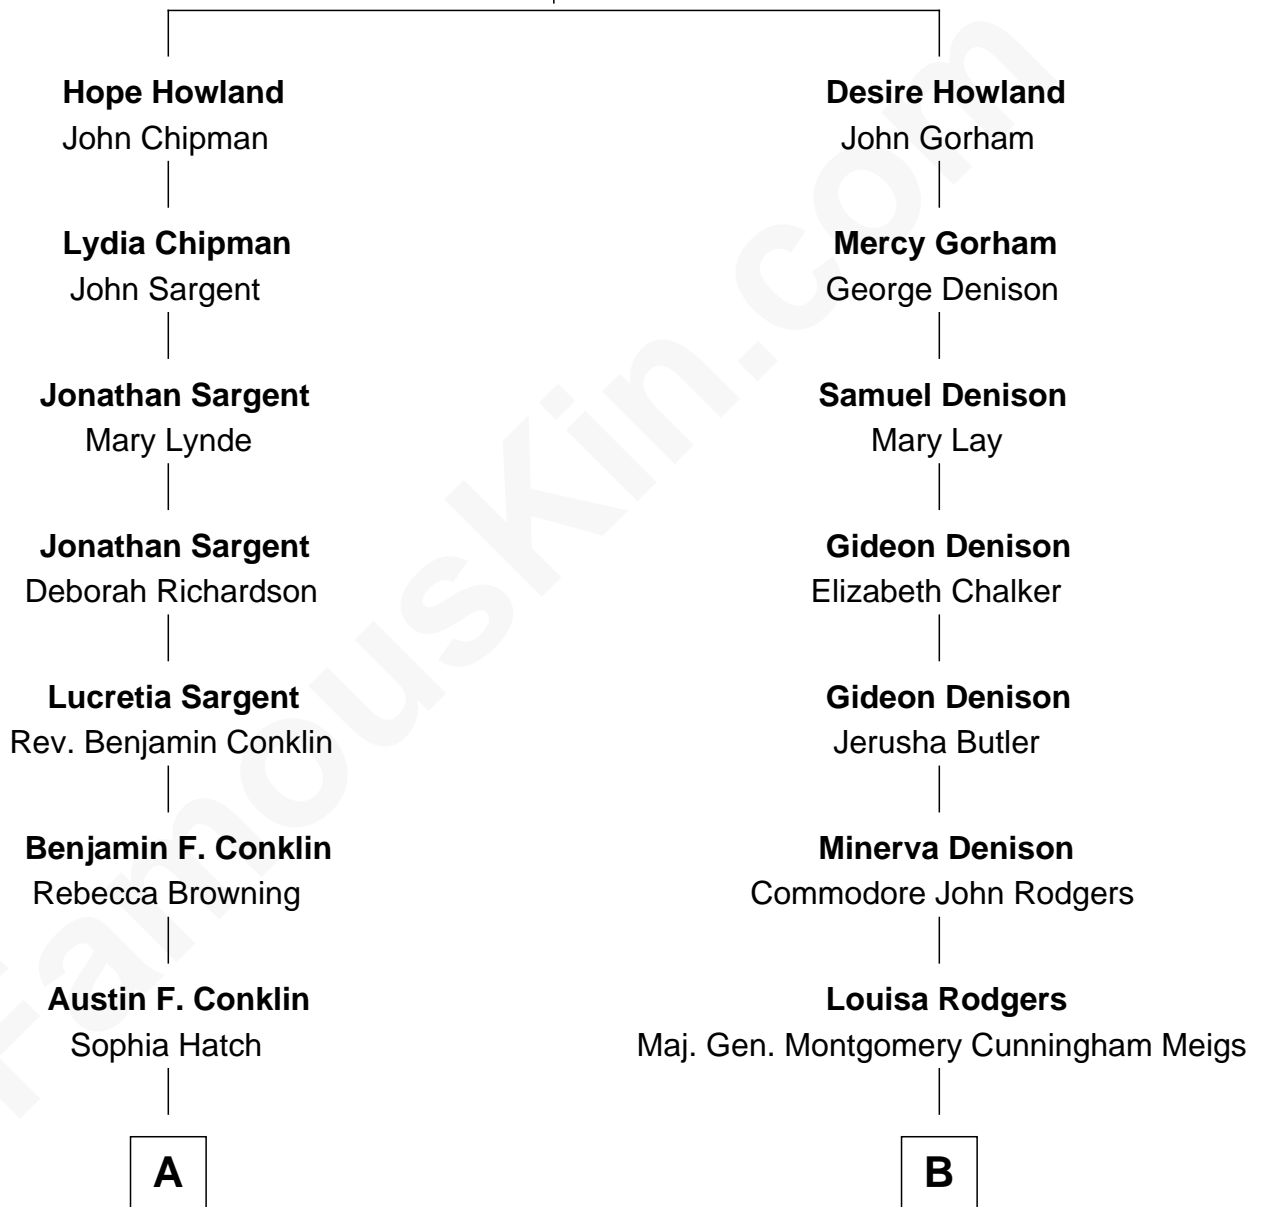 Hope Howland
John Chipman
Lydia Chipman
John Sargent
Jonathan Sargent
Mary Lynde
Jonathan Sargent
Deborah Richardson
Lucretia Sargent
Rev. Benjamin Conklin
Benjamin F. Conklin
Rebecca Browning
Austin F. Conklin
Sophia Hatch
A
Desire Howland
John Gorham
Mercy Gorham
George Denison
Samuel Denison
Mary Lay
Gideon Denison
Elizabeth Chalker
Gideon Denison
Jerusha Butler
Minerva Denison
Commodore John Rodgers
Louisa Rodgers
Maj. Gen. Montgomery Cunningham Meigs
B
FamousKin.com